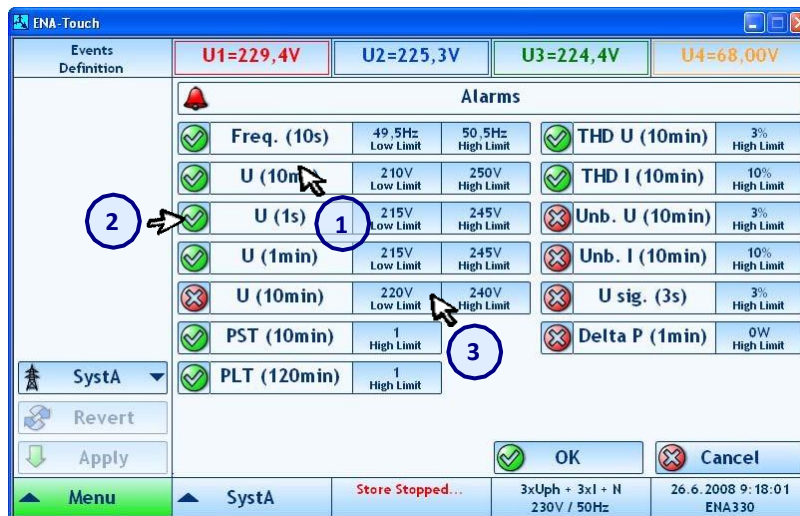 ENA-Touch
Events
Definition
U1=229,4V
U2=225,3V
U3=224,4V
U4=68,00V
Alarms
Freq. (10s)
49,5Hz
Low Limit
50,5Hz
High Limit
THD U (10min)
3%
High Limit
U (10m
210V
Low Limit
250V
High Limit
THD I (10min)
10%
High Limit
2
U (1s)
1
215V
Low Limit
245V
High Limit
Unb. U (10min)
3%
High Limit
U (1min)
215V
Low Limit
245V
High Limit
Unb. I (10min)
10%
High Limit
U (10min)
220V
Low Limit
240V
High Limit
U sig. (3s)
3%
High Limit
PST (10min)
1
High Limit
3
Delta P (1min)
0W
High Limit
SystA
PLT (120min)
1
High Limit
Revert
Apply
OK
Cancel
Menu
SystA
Store Stopped...
3xUph + 3xI + N
230V / 50Hz
26.6.2008 9:18:01
ENA330